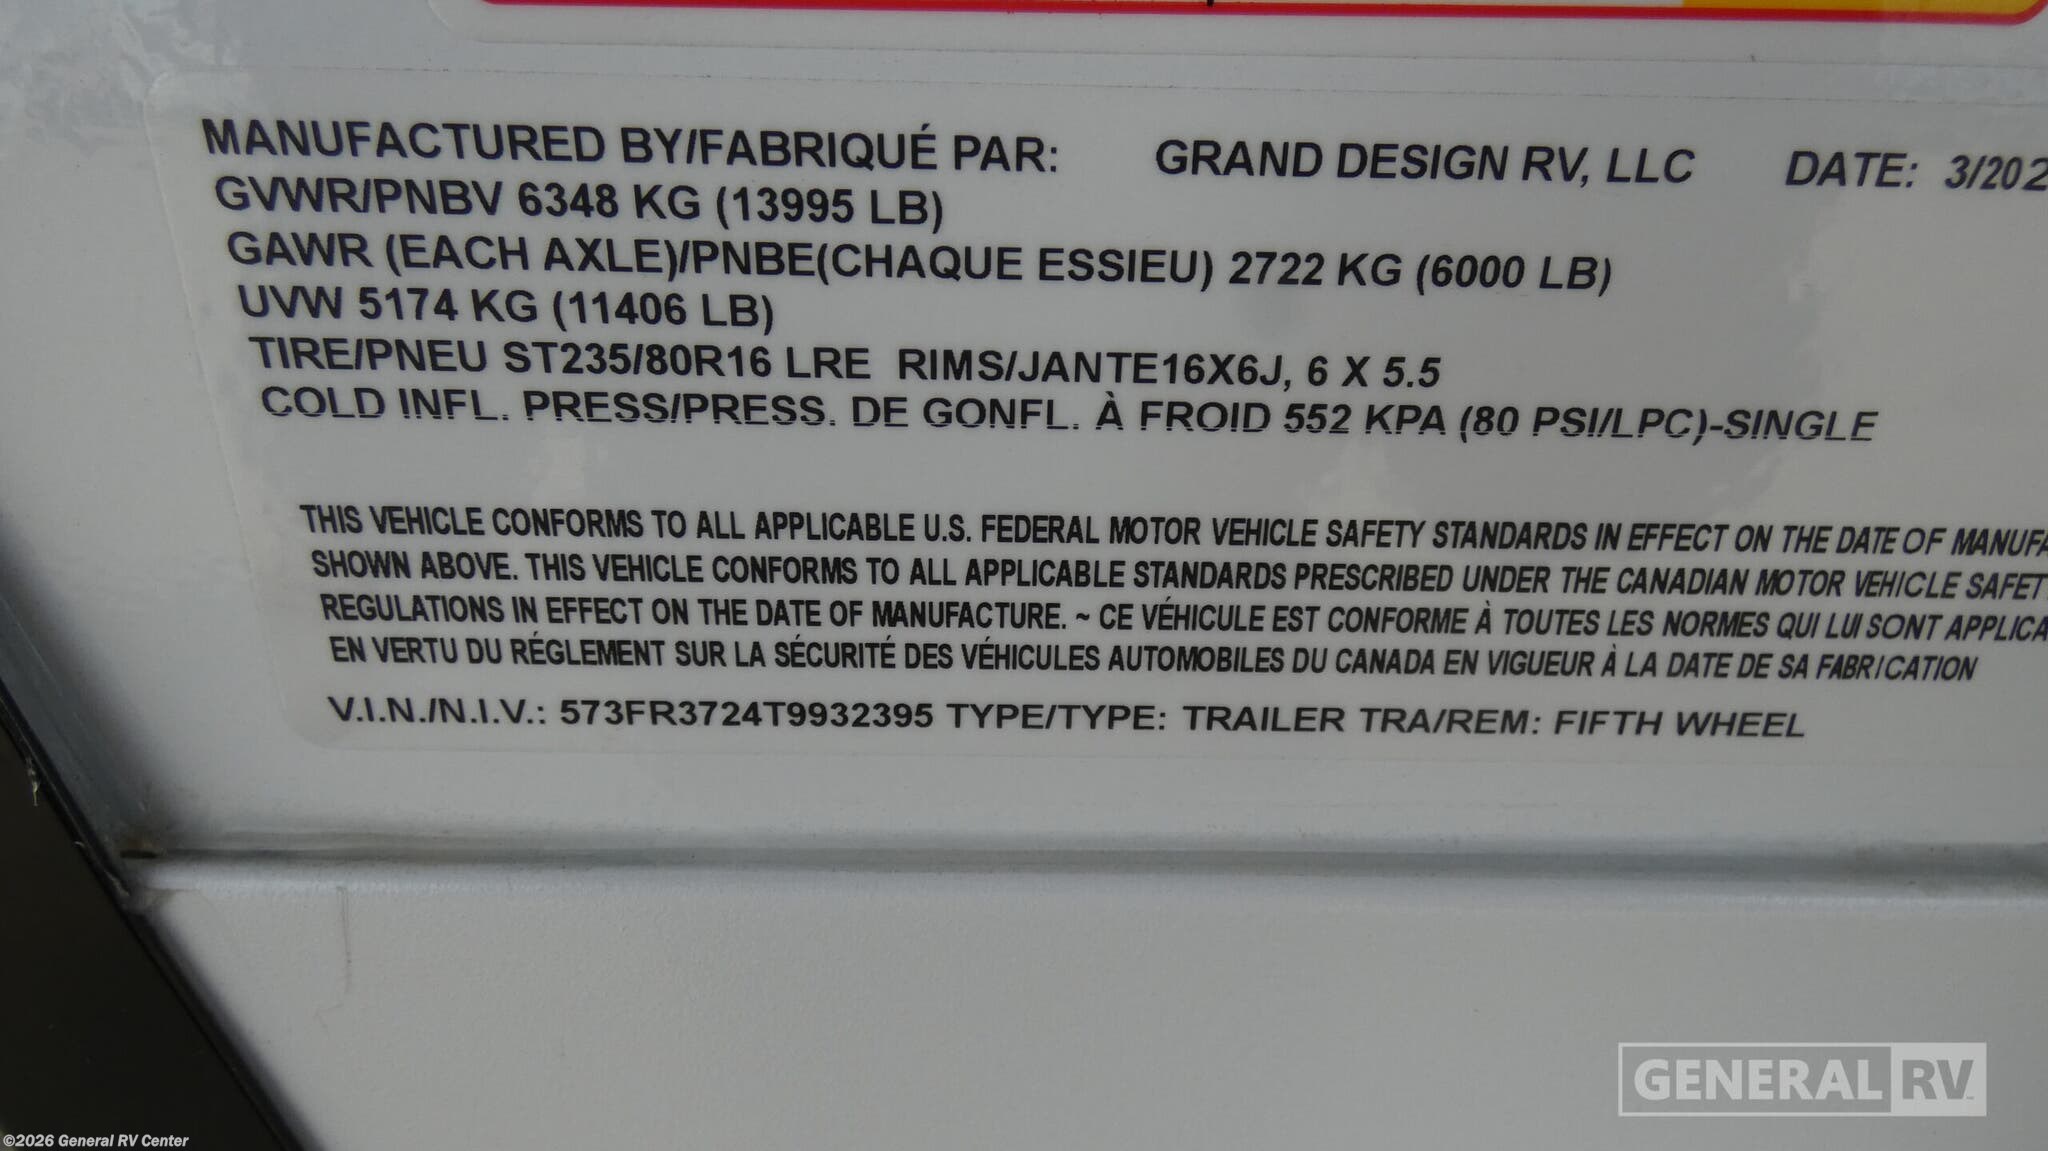 MANUFACTURED BY/FABRIQUÉ PAR: GRAND DESIGN RV, LLC DATE: 3/202
GVWR/PNBV 6348 KG (13995 LB)
GAWR (EACH AXLE)/PNBE(CHAQUE ESSIEU) 2722 KG (6000 LB)
UVW 5174 KG (11406 LB)
TIRE/PNEU ST235/80R16 LRE RIMS/JANTE16X6J, 6 X 5.5
COLD INFL. PRESS/PRESS. DE GONFL. À FROID 552 KPA (80 PSI/LPC)-SINGLE
THIS VEHICLE CONFORMS TO ALL APPLICABLE U.S. FEDERAL MOTOR VEHICLE SAFETY STANDARDS IN EFFECT ON THE DATE OF MANUFA
SHOWN ABOVE. THIS VEHICLE CONFORMS TO ALL APPLICABLE STANDARDS PRESCRIBED UNDER THE CANADIAN MOTOR VEHICLE SAFET
REGULATIONS IN EFFECT ON THE DATE OF MANUFACTURE. ~ CE VÉHICULE EST CONFORME À TOUTES LES NORMES QUI LUI SONT APPLICA
EN VERTU DU RÉGLEMENT SUR LA SÉCURITÉ DES VÉHICULES AUTOMOBILES DU CANADA EN VIGUEUR À LA DATE DE SA FABRICATION
V.I.N./N.I.V.: 573FR3724T9932395 TYPE/TYPE: TRAILER TRA/REM: FIFTH WHEEL
GENERAL RV
©2026 General RV Center